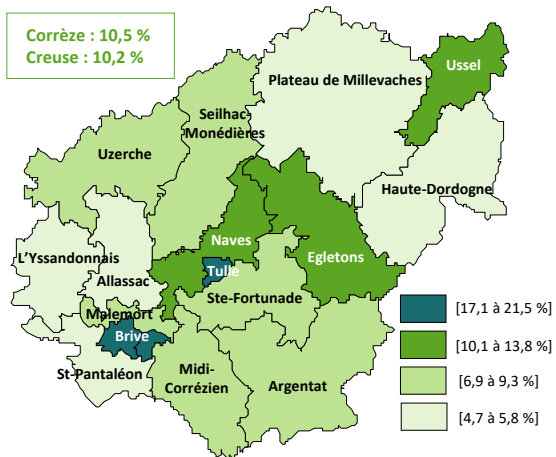 Corrèze : 10,5 %
Creuse : 10,2 %
Ussel
Plateau de Millevaches
Seilhac-
Monédières
Uzerche
Haute-Dordogne
Naves
L'Yssandonnais
Egletons
Tulle
Allassac
Ste-Fortunade
Malemort
Brive
St-Pantaléon
Midi-
Corrézien
Argentat
[17,1 à 21,5 %]
[10,1 à 13,8 %]
[6,9 à 9,3 %]
[4,7 à 5,8 %]